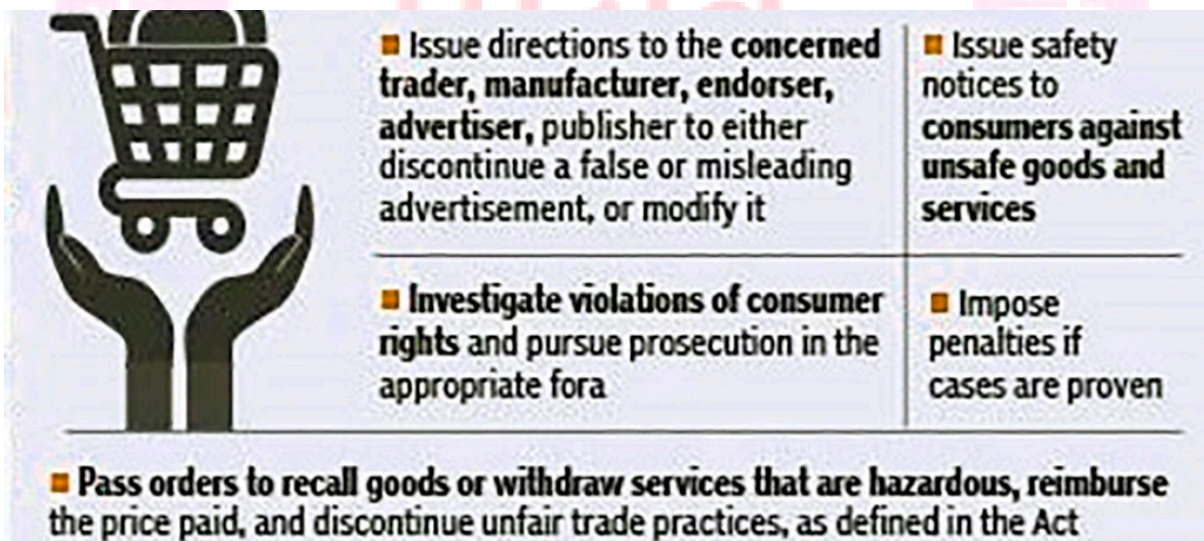 ■ Issue directions to the concerned
trader, manufacturer, endorser,
advertiser, publisher to either
discontinue a false or misleading
advertisement, or modify it
■ Issue safety
notices to
consumers against
unsafe goods and
services
■ Investigate violations of consumer
rights and pursue prosecution in the
appropriate fora
■ Impose
penalties if
cases are proven
■ Pass orders to recall goods or withdraw services that are hazardous, reimburse
the price paid, and discontinue unfair trade practices, as defined in the Act